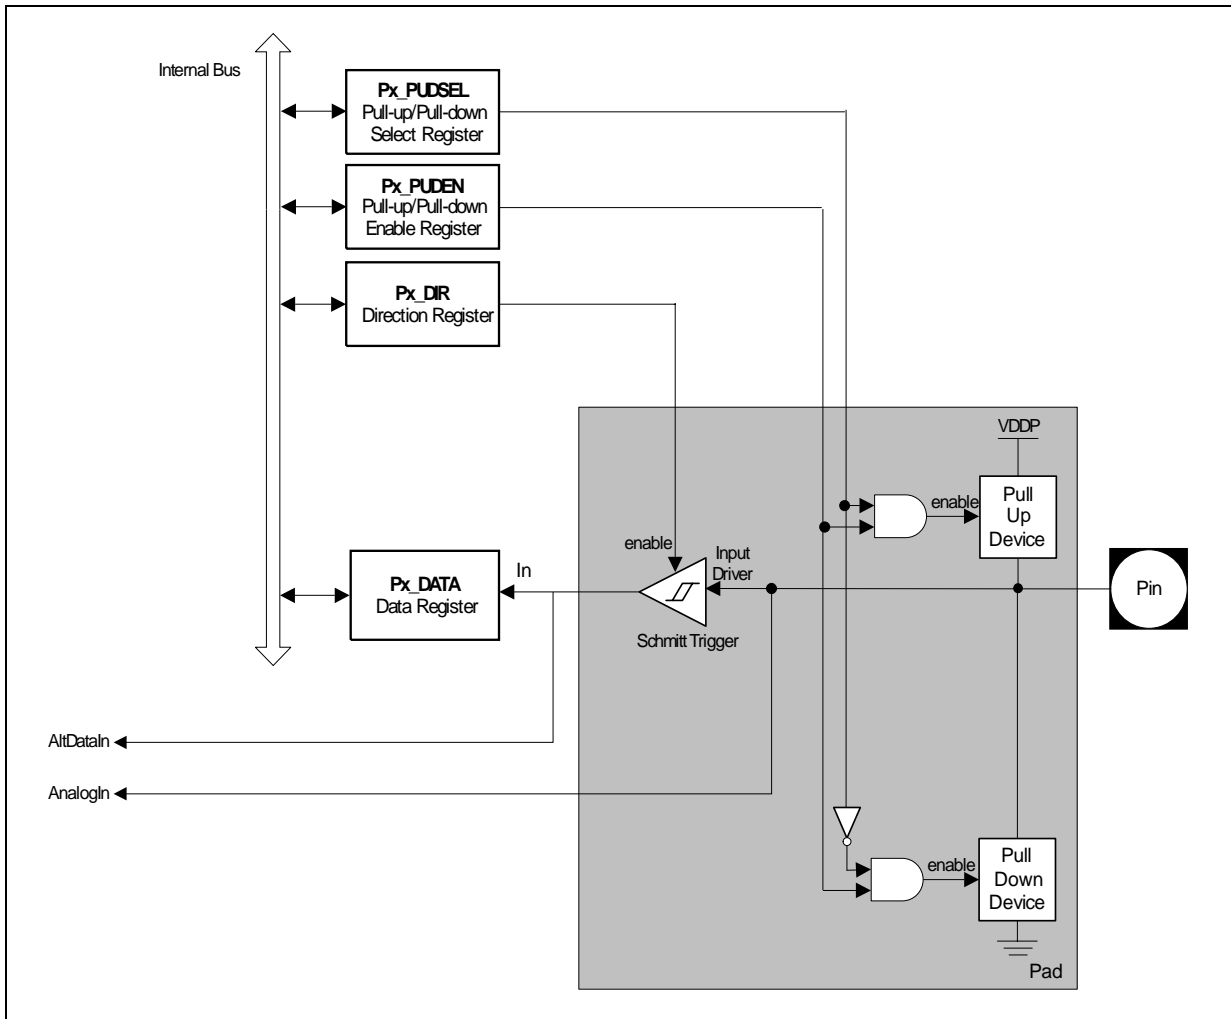 Internal Bus
Px_PUDSEL
Pull-up/Pull-down
Select Register
Px_PUDEN
Pull-up/Pull-down
Enable Register
Px_DIR
Direction Register
VDDP
Pull
Up
Device
enable
enable
Input
Driver
In
Px_DATA
Data Register
Schmitt Trigger
Pin
AltDataIn
AnalogIn
enable
Pull
Down
Device
Pad